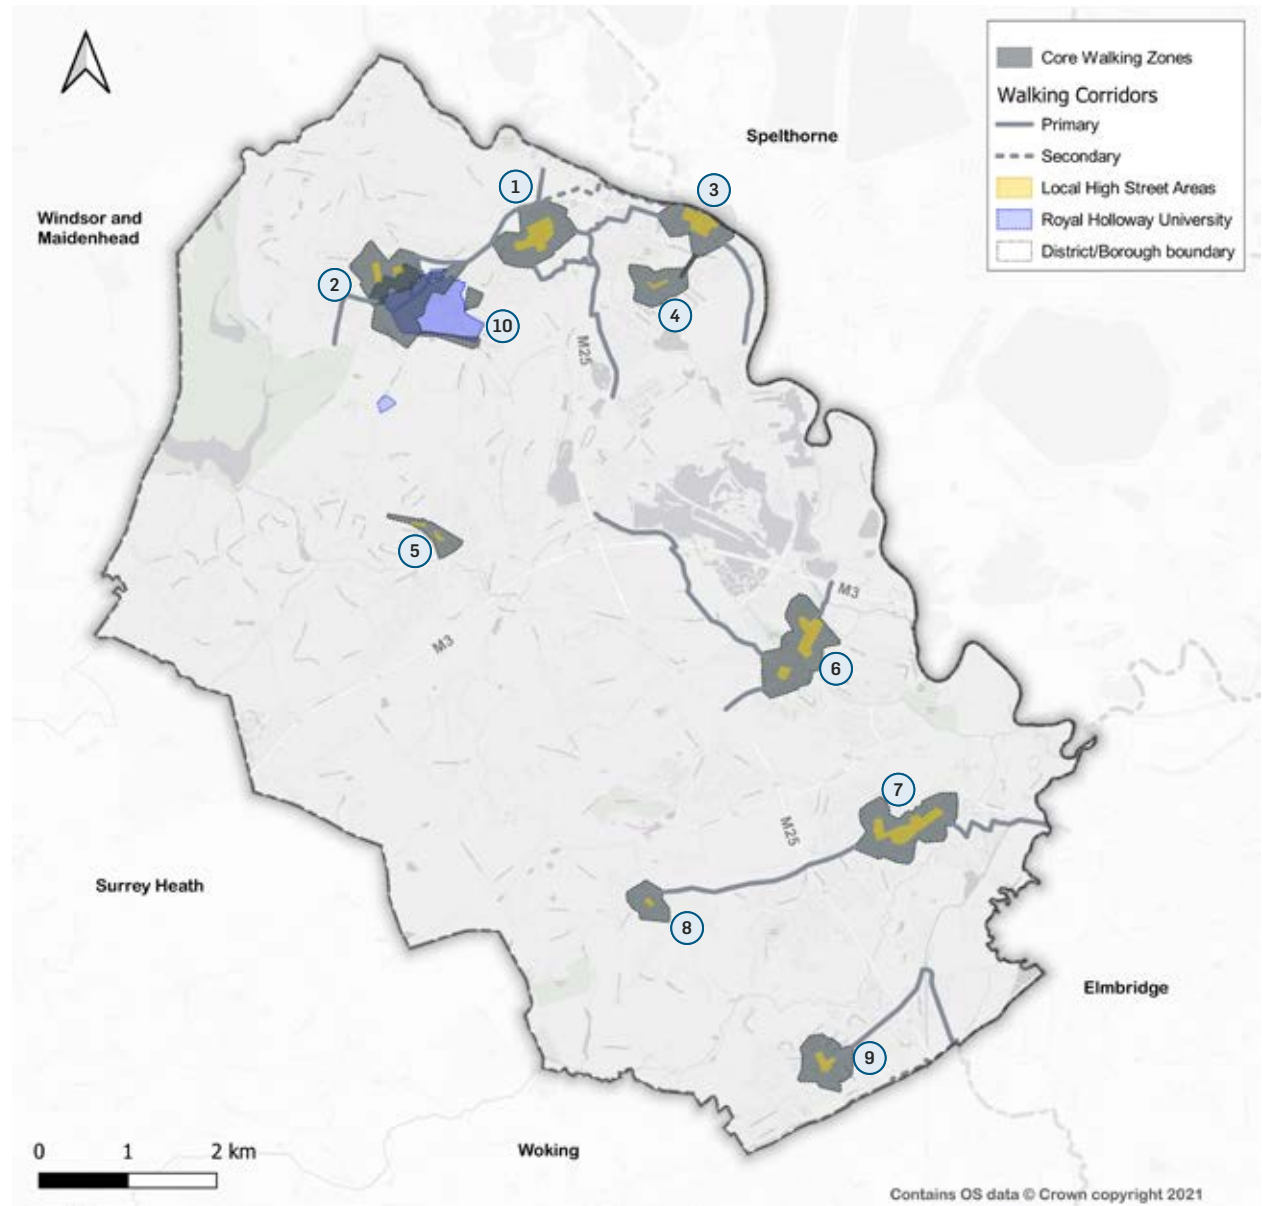 Core Walking Zones
Walking Corridors
Primary
Secondary
Local High Street Areas
Royal Holloway University
District/Borough boundary
Spelthorne
Windsor and
Maidenhead
1
3
2
4
10
M25
5
M3
M3
6
7
M25
Surrey Heath
8
Elmbridge
9
Woking
0 1 2 km
Contains OS data © Crown copyright 2021